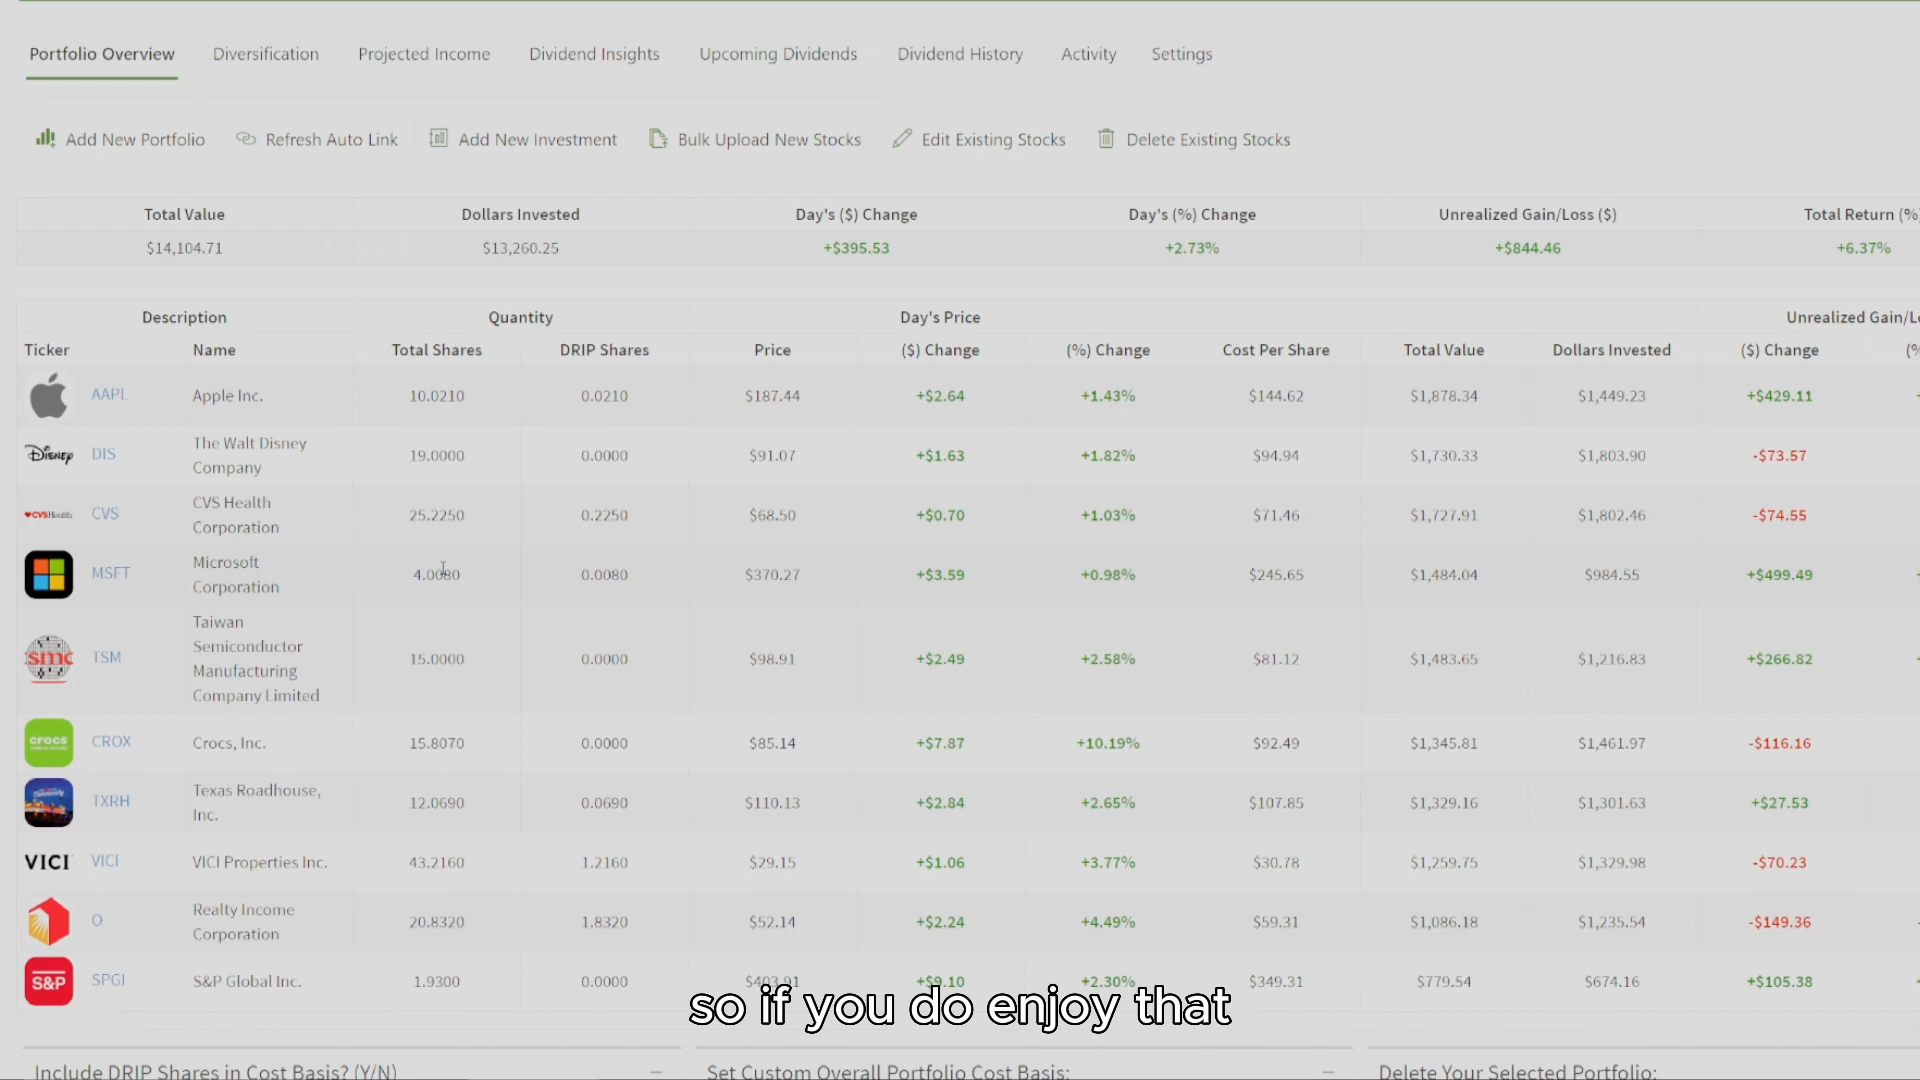 Portfolio Overview Diversification Projected Income Dividend Insights Upcoming Dividends Dividend History Activity Settings
Add New Portfolio Refresh Auto Link Add New Investment Bulk Upload New Stocks Edit Existing Stocks Delete Existing Stocks
Total Value Dollars Invested Day's ($) Change Day's (%) Change Unrealized Gain/Loss ($) Total Return (%)
$14,104.71 $13,260.25 +$395.53 +2.73% +$844.46 +6.37%
Description Quantity Day's Price Unrealized
Ticker Name Total Shares DRIP Shares Price ($) Change (%) Change Cost Per Share Total Value Dollars Invested ($) Change
AAPL Apple Inc. 10.0210 0.0210 $187.44 +$2.64 +1.43% $144.62 $1,878.34 $1,449.23 +$429.11
Disney DIS The Walt Disney
Company 19.0000 0.0000 $91.07 +$1.63 +1.82% $94.94 $1,730.33 $1,803.90 -$73.57
CVSHealth CVS CVS Health
Corporation 25.2250 0.2250 $68.50 +$0.70 +1.03% $71.46 $1,727.91 $1,802.46 -$74.55
MSFT Microsoft
Corporation 4.0080 0.0080 $370.27 +$3.59 +0.98% $245.65 $1,484.04 $984.55 +$499.49
smc TSM Taiwan
Semiconductor
Manufacturing
Company Limited 15.0000 0.0000 $98.91 +$2.49 +2.58% $81.12 $1,483.65 $1,216.83 +$266.82
crocs CROX Crocs, Inc. 15.8070 0.0000 $85.14 +$7.87 +10.19% $92.49 $1,345.81 $1,461.97 -$116.16
TXRH Texas Roadhouse,
Inc. 12.0690 0.0690 $110.13 +$2.84 +2.65% $107.85 $1,329.16 $1,301.63 +$27.53
VICI VICI VICI Properties Inc. 43.2160 1.2160 $29.15 +$1.06 +3.77% $30.78 $1,259.75 $1,329.98 -$70.23
O Realty Income
Corporation 20.8320 1.8320 $52.14 +$2.24 +4.49% $59.31 $1,086.18 $1,235.54 -$149.36
S&P SPGI S&P Global Inc. 1.9300 0.0000 $403.91 +$9.10 +2.30% $349.31 $779.54 $674.16 +$105.38
so if you do enjoy that
Include DRIP Shares in Cost Basis? (Y/N) Set Custom Overall Portfolio Cost Basis: Delete Your Selected Portfolio: